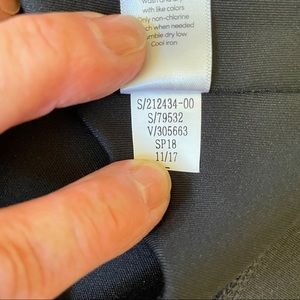 with like colors
Only non-chlorine
when needed
tumble dry low
Cool iron
S/212434-00
S/79532
V/305663
SP18
11/17